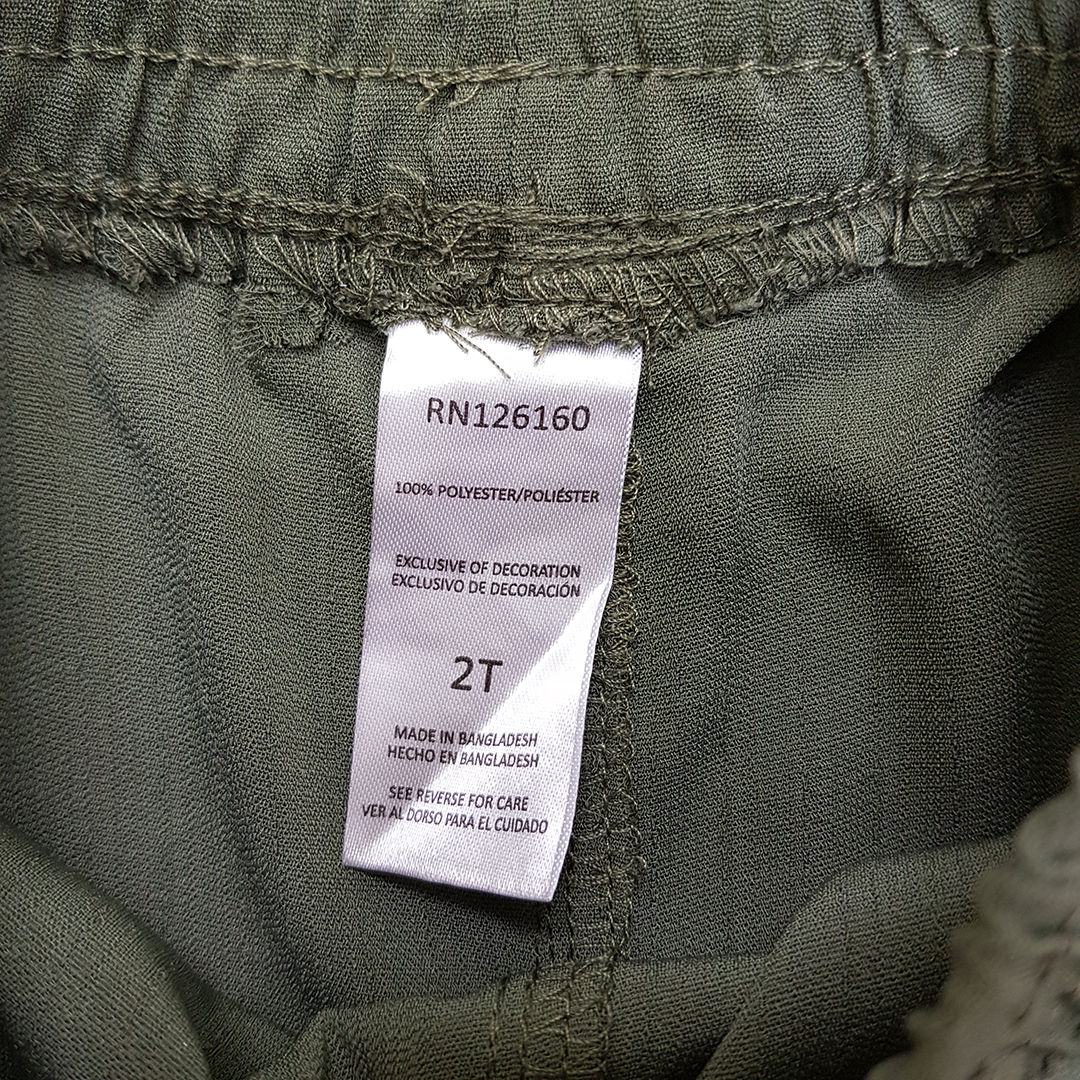 RN126160
100% POLYESTER/POLIÉSTER
EXCLUSIVE OF DECORATION
EXCLUSIVO DE DECORACIÓN
2T
MADE IN BANGLADESH
HECHO EN BANGLADESH
SEE REVERSE FOR CARE
VER AL DORSO PARA EL CUIDADO